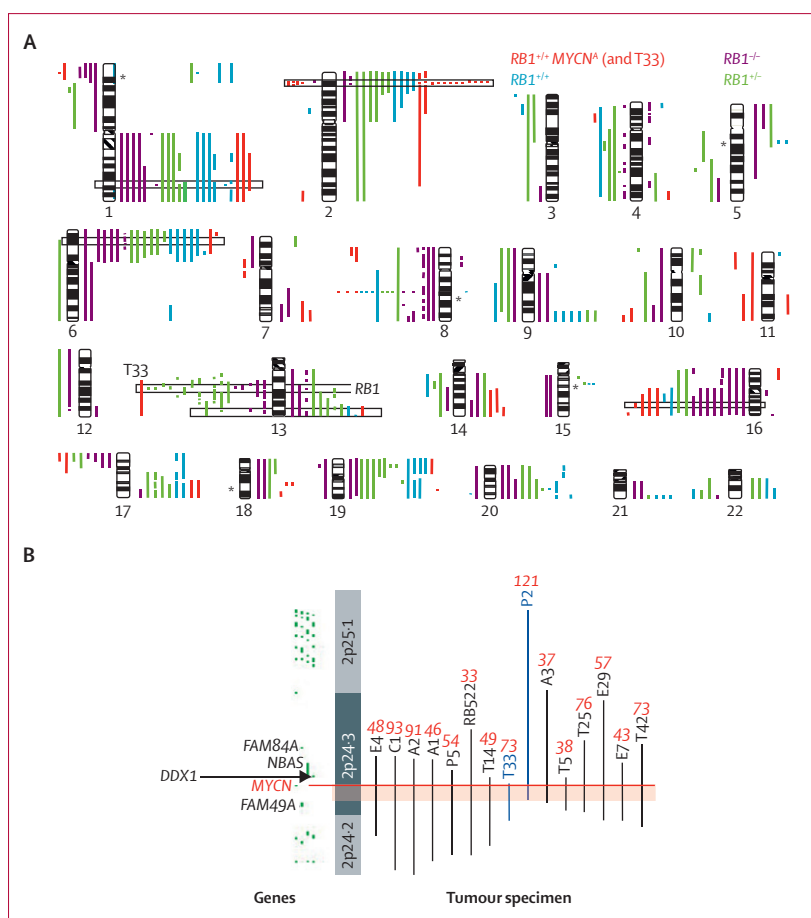 A
RB1+/+ MYCNA (and T33)
RB1+/+
RB1−/−
RB1+/−
*
1
2
3
4
*
5
6
7
*
8
9
10
11
12
T33
RB1
13
14
*
15
16
17
*
18
19
20
21
22
B
2p25·1
2p24·3
2p24·2
FAM84A
NBAS
DDX1
MYCN
FAM49A
48
E4
93
C1
91
A2
46
A1
54
P5
33
RB522
49
T14
73
T33
121
P2
37
A3
38
T5
76
T25
57
E29
43
E7
73
T42
Genes
Tumour specimen